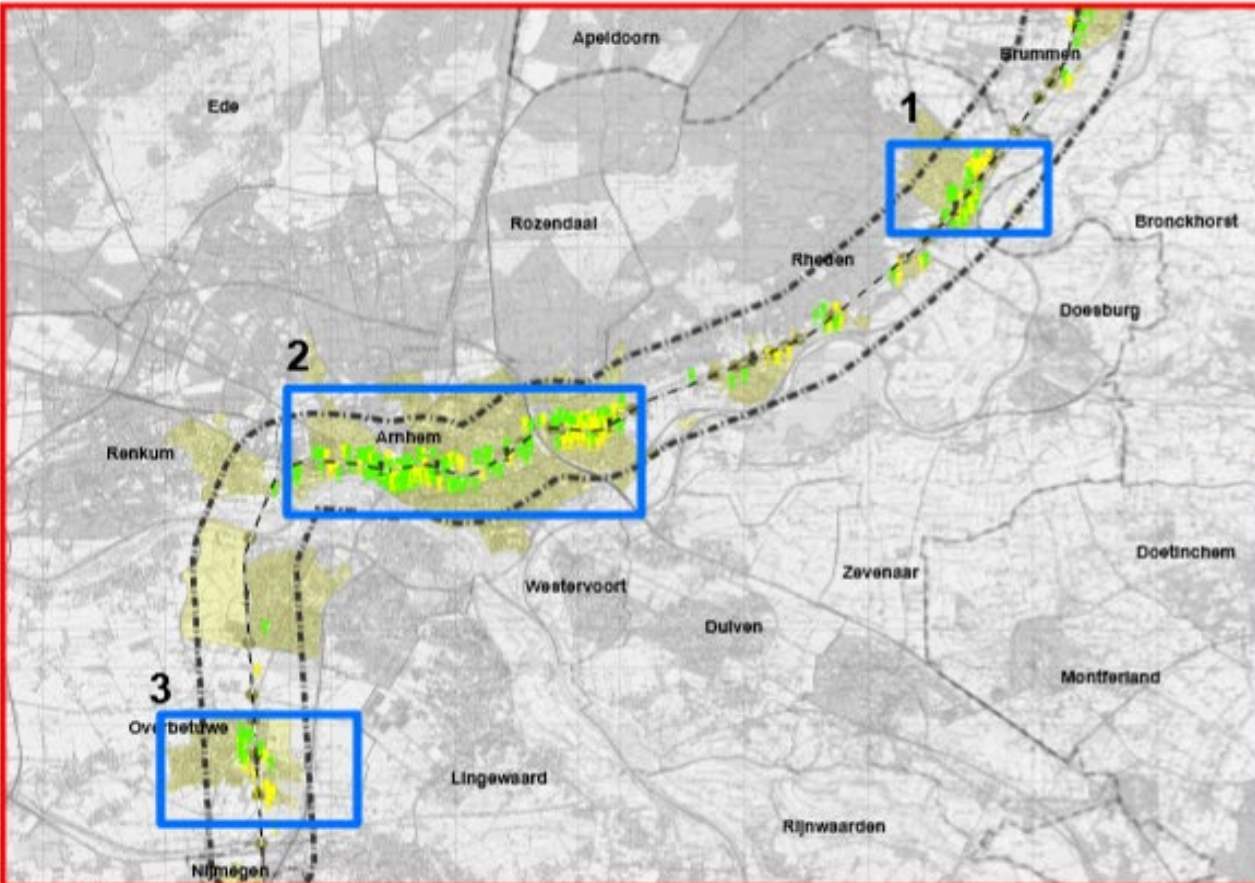 Apeldoorn
Brummen
Ede
1
Rozendaal
Bronckhorst
Rheden
Doesburg
2
Arnhem
Renkum
Doetinchem
Zevenaar
Westervoort
Duiven
Montferland
3
Overbetuwe
Lingewaard
Rijnwaarden
Nijmegen